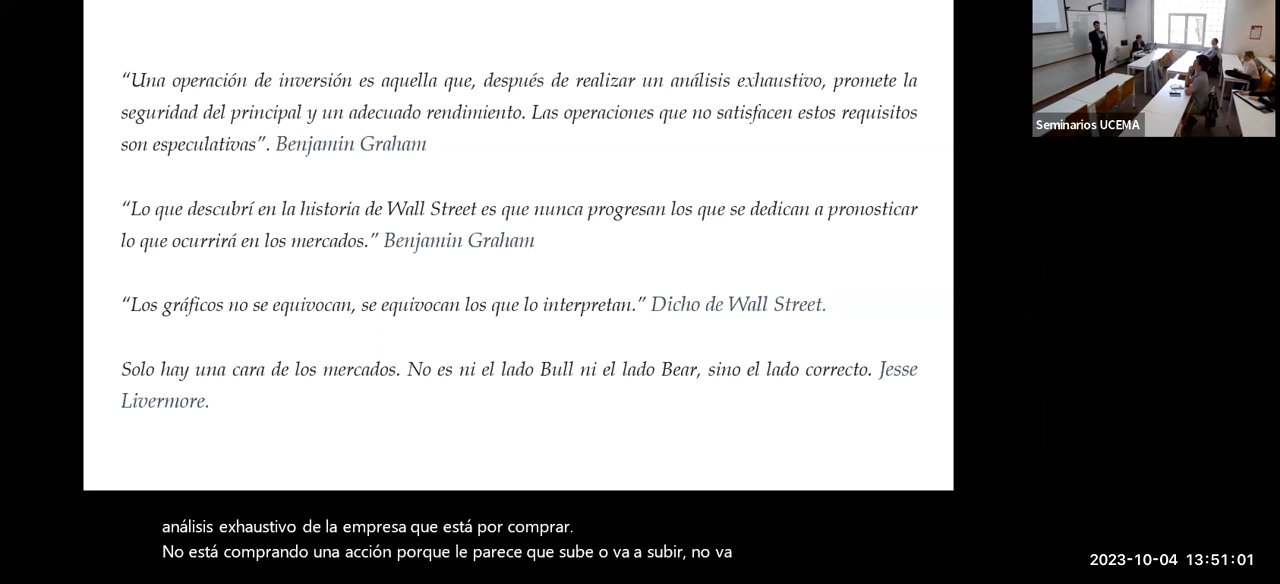 “Una operación de inversión es aquella que, después de realizar un análisis exhaustivo, promete la
seguridad del principal y un adecuado rendimiento. Las operaciones que no satisfacen estos requisitos
son especulativas”. Benjamin Graham
“Lo que descubrí en la historia de Wall Street es que nunca progresan los que se dedican a pronosticar
lo que ocurrirá en los mercados.” Benjamin Graham
“Los gráficos no se equivocan, se equivocan los que lo interpretan.” Dicho de Wall Street.
Solo hay una cara de los mercados. No es ni el lado Bull ni el lado Bear, sino el lado correcto. Jesse
Livermore.
Seminarios UCEMA
análisis exhaustivo de la empresa que está por comprar.
No está comprando una acción porque le parece que sube o va a subir, no va
2023-10-04 13:51:01